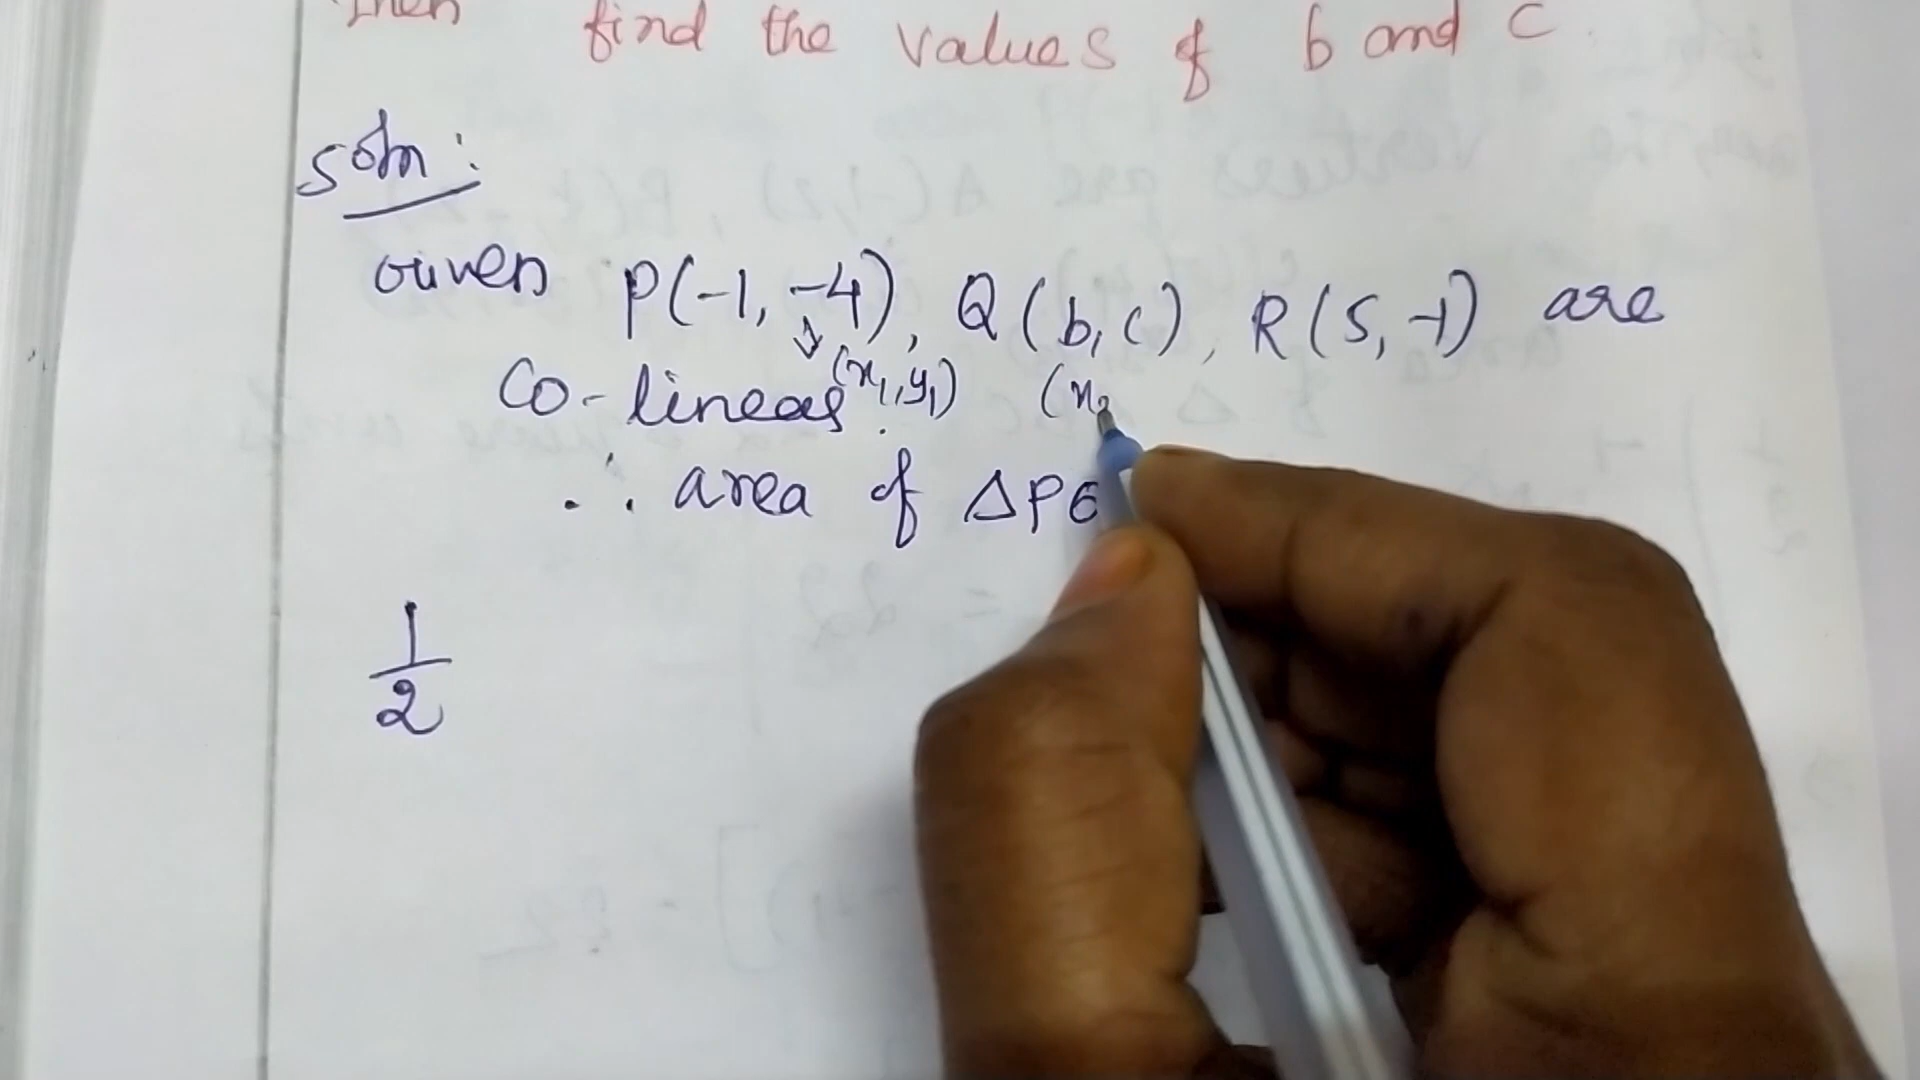 Then find the values of b and c.
Soln:
Given P(-1, -4), Q(b, c), R(5, -1) are
Co-linear (x₁, y₁) (x₂
∴ area of ΔPQ
1
2